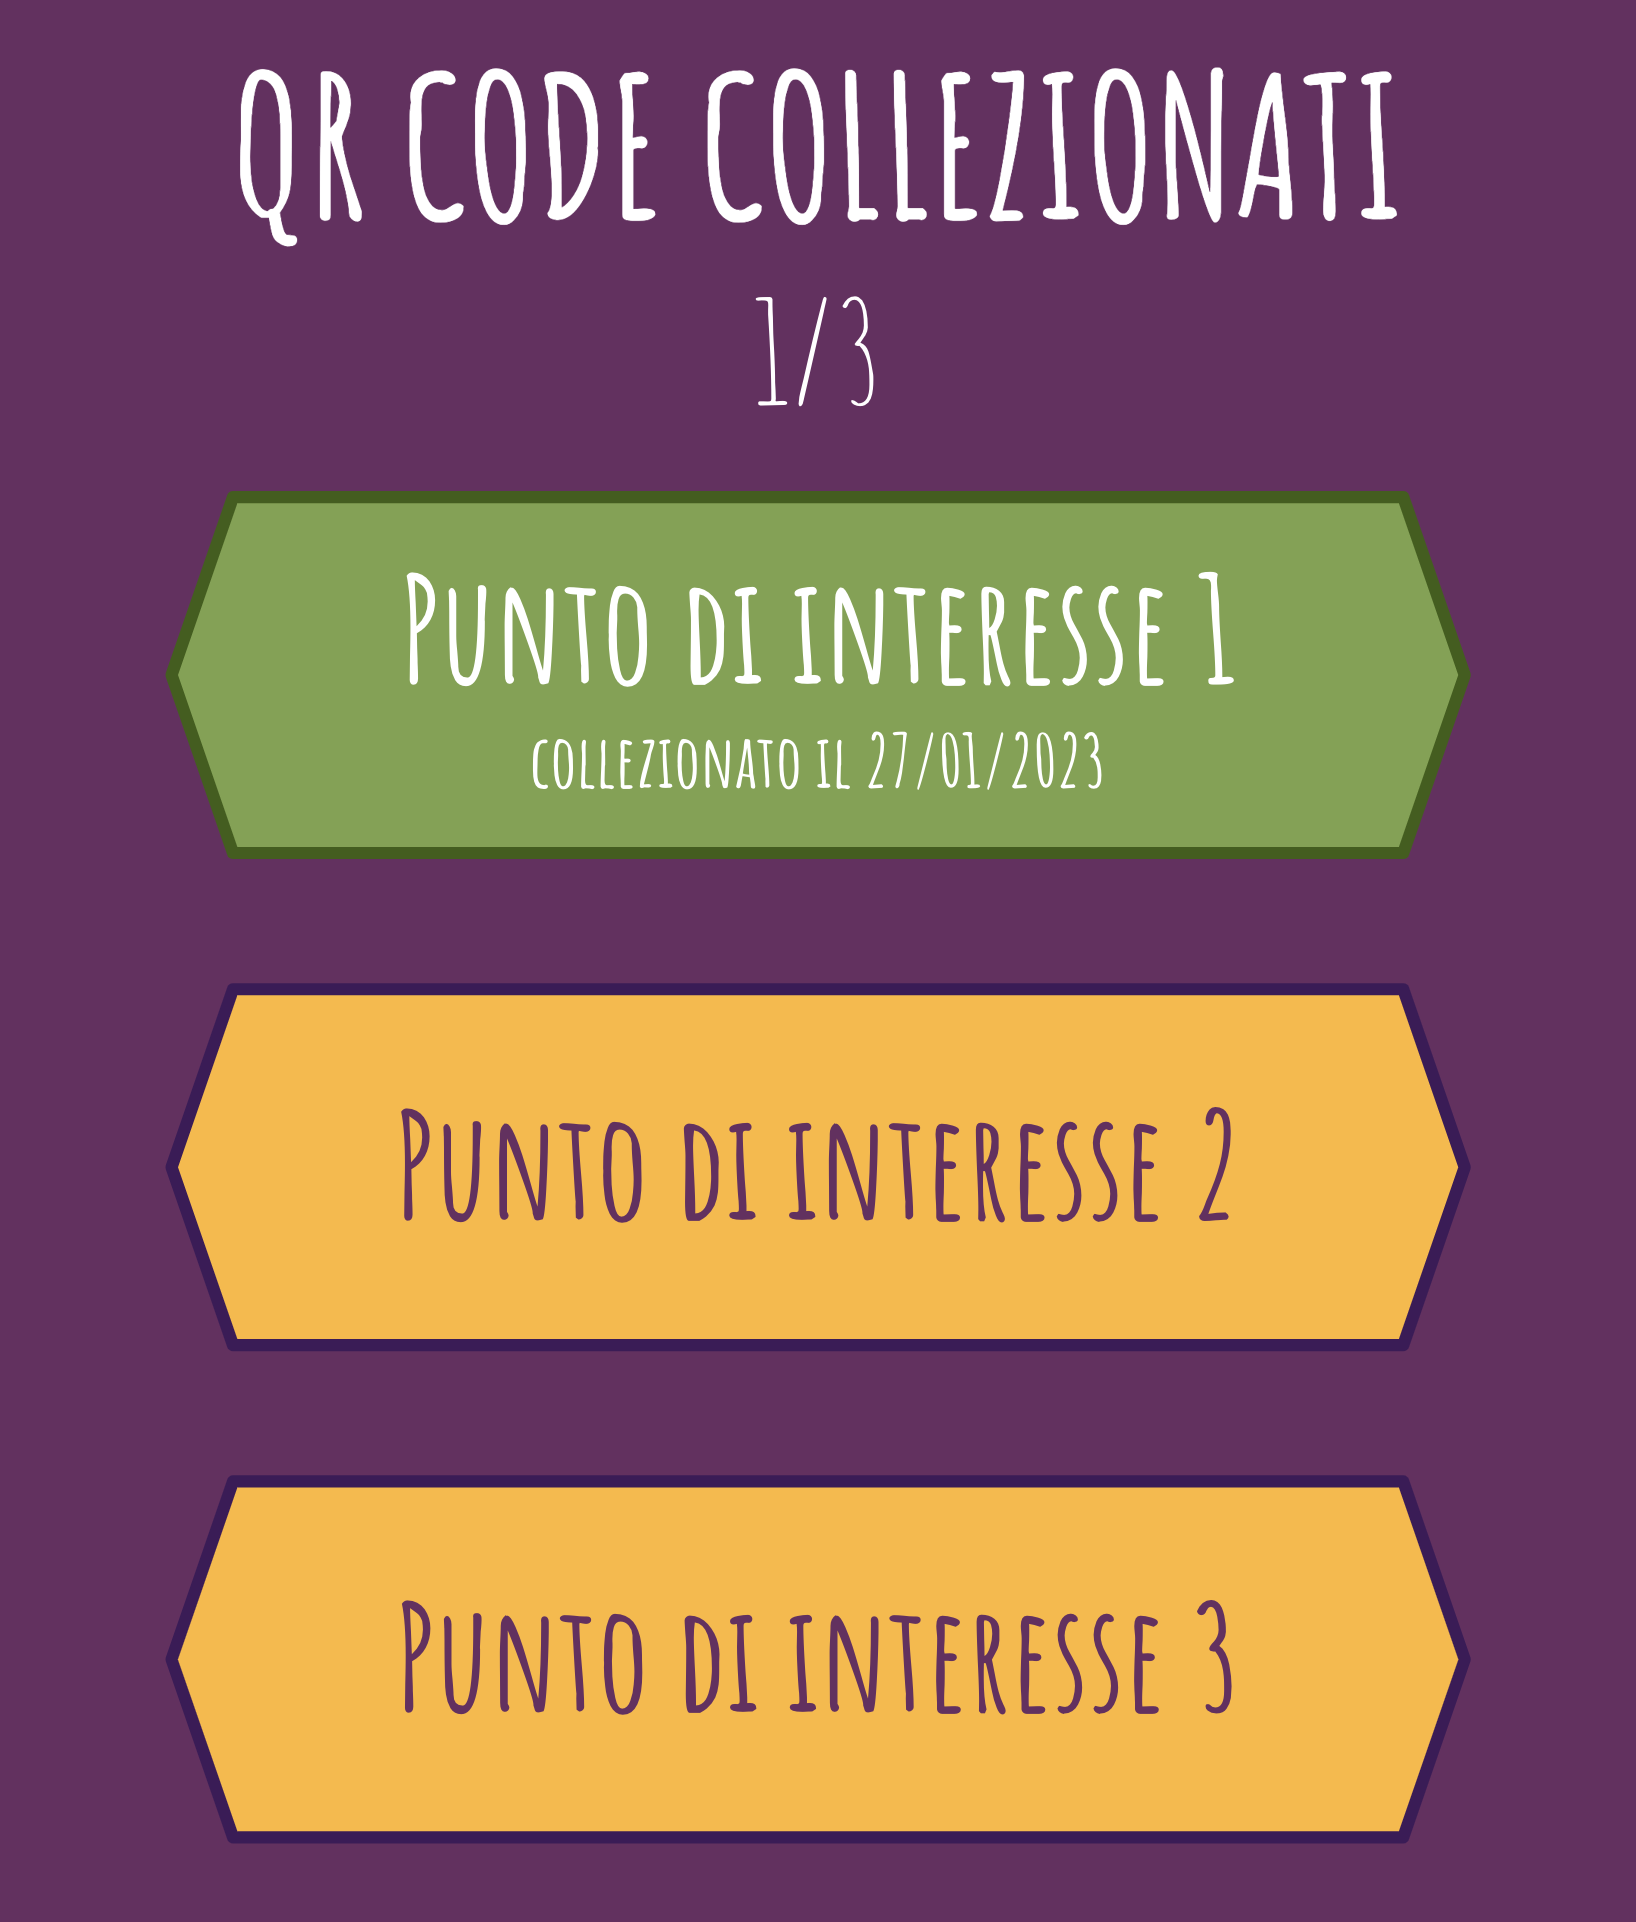 QR CODE COLLEZIONATI
1/3
Punto di interesse 1
collezionato il 27/01/2023
Punto di interesse 2
Punto di interesse 3